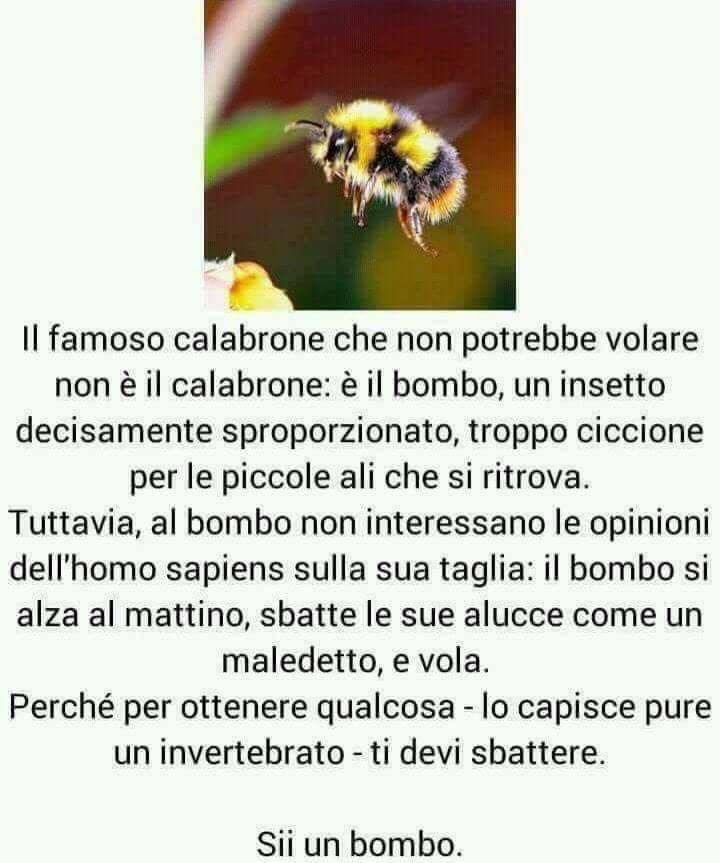 Il famoso calabrone che non potrebbe volare
non è il calabrone: è il bombo, un insetto
decisamente sproporzionato, troppo ciccione
per le piccole ali che si ritrova.
Tuttavia, al bombo non interessano le opinioni
dell'homo sapiens sulla sua taglia: il bombo si
alza al mattino, sbatte le sue alucce come un
maledetto, e vola.
Perché per ottenere qualcosa - lo capisce pure
un invertebrato - ti devi sbattere.
Sii un bombo.